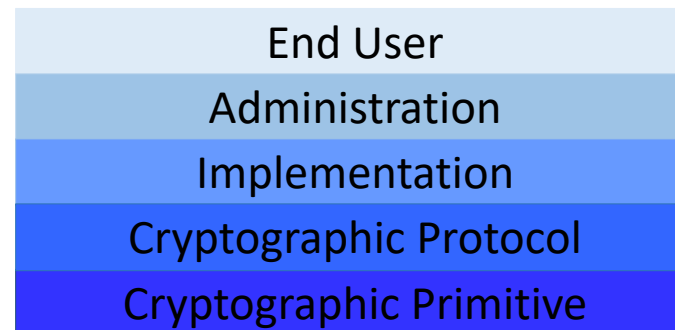 End User
Administration
Implementation
Cryptographic Protocol
Cryptographic Primitive